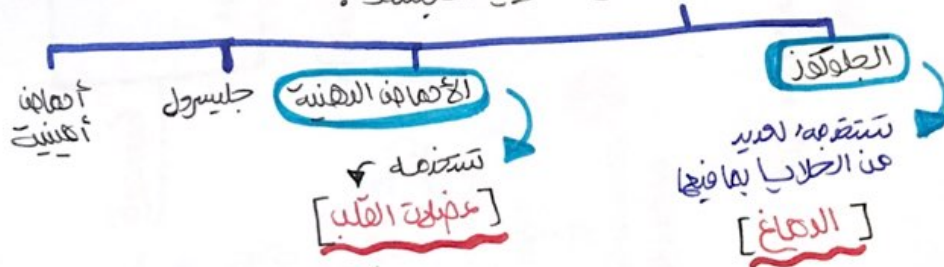 الجلوكوز
تستخدمه العديد
من الخلايا بما فيها
[الدماغ]
الأحماض الدهنية
تستخدمه
[عضلات القلب]
جليسرول
أحماض
أمينية